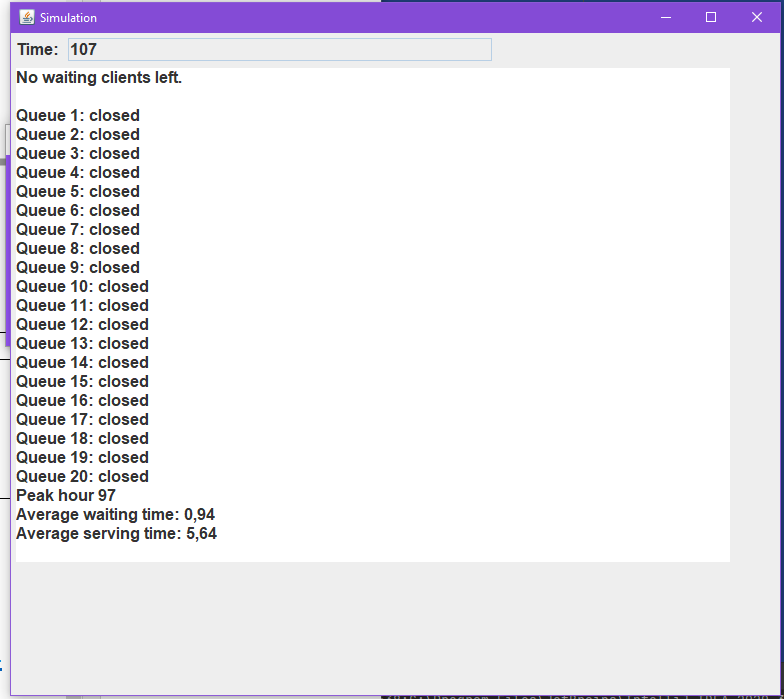 Simulation
Time: 107
No waiting clients left.
Queue 1: closed
Queue 2: closed
Queue 3: closed
Queue 4: closed
Queue 5: closed
Queue 6: closed
Queue 7: closed
Queue 8: closed
Queue 9: closed
Queue 10: closed
Queue 11: closed
Queue 12: closed
Queue 13: closed
Queue 14: closed
Queue 15: closed
Queue 16: closed
Queue 17: closed
Queue 18: closed
Queue 19: closed
Queue 20: closed
Peak hour 97
Average waiting time: 0,94
Average serving time: 5,64